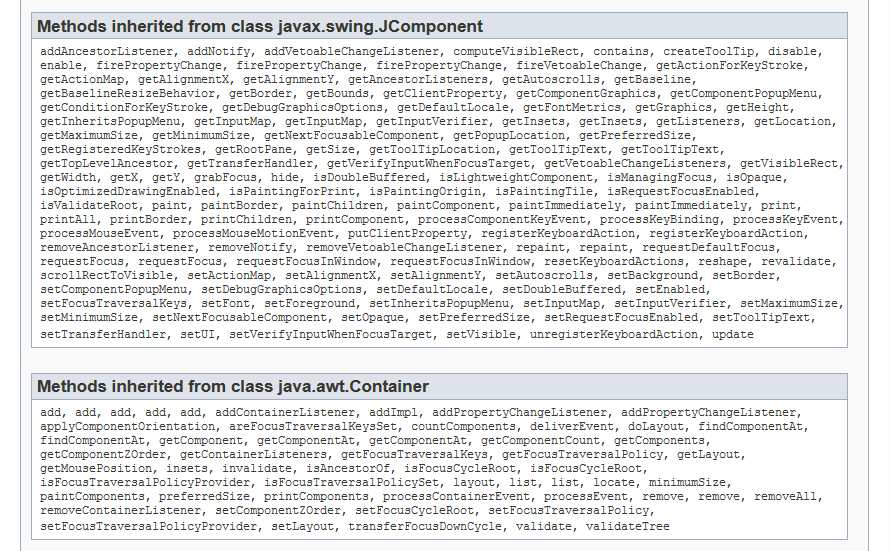 Methods inherited from class javax.swing.JComponent
addAncestorListener, addNotify, addVetoableChangeListener, computeVisibleRect, contains, createToolTip, disable,
enable, firePropertyChange, firePropertyChange, firePropertyChange, fireVetoableChange, getActionForKeyStroke,
getActionMap, getAlignmentX, getAlignmentY, getAncestorListeners, getAutoscrolls, getBaseline,
getBaselineResizeBehavior, getBorder, getBounds, getClientProperty, getComponentGraphics, getComponentPopupMenu,
getConditionForKeyStroke, getDebugGraphicsOptions, getDefaultLocale, getFontMetrics, getGraphics, getHeight,
getInheritsPopupMenu, getInputMap, getInputMap, getInputVerifier, getInsets, getInsets, getListeners, getLocation,
getMaximumSize, getMinimumSize, getNextFocusableComponent, getPopupLocation, getPreferredSize,
getRegisteredKeyStrokes, getRootPane, getSize, getToolTipLocation, getToolTipText, getToolTipText,
getTopLevelAncestor, getTransferHandler, getVerifyInputWhenFocusTarget, getVetoableChangeListeners, getVisibleRect,
getWidth, getX, getY, grabFocus, hide, isDoubleBuffered, isLightweightComponent, isManagingFocus, isOpaque,
isOptimizedDrawingEnabled, isPaintingForPrint, isPaintingOrigin, isPaintingTile, isRequestFocusEnabled,
isValidateRoot, paint, paintBorder, paintChildren, paintComponent, paintImmediately, paintImmediately, print,
printAll, printBorder, printChildren, printComponent, processComponentKeyEvent, processKeyBinding, processKeyEvent,
processMouseEvent, processMouseMotionEvent, putClientProperty, registerKeyboardAction, registerKeyboardAction,
removeAncestorListener, removeNotify, removeVetoableChangeListener, repaint, repaint, requestDefaultFocus,
requestFocus, requestFocus, requestFocusInWindow, requestFocusInWindow, resetKeyboardActions, reshape, revalidate,
scrollRectToVisible, setActionMap, setAlignmentX, setAlignmentY, setAutoscrolls, setBackground, setBorder,
setComponentPopupMenu, setDebugGraphicsOptions, setDefaultLocale, setDoubleBuffered, setEnabled,
setFocusTraversalKeys, setFont, setForeground, setInheritsPopupMenu, setInputMap, setInputVerifier, setMaximumSize,
setMinimumSize, setNextFocusableComponent, setOpaque, setPreferredSize, setRequestFocusEnabled, setToolTipText,
setTransferHandler, setUI, setVerifyInputWhenFocusTarget, setVisible, unregisterKeyboardAction, update
Methods inherited from class java.awt.Container
add, add, add, add, add, addContainerListener, addImpl, addPropertyChangeListener, addPropertyChangeListener,
applyComponentOrientation, areFocusTraversalKeysSet, countComponents, deliverEvent, doLayout, findComponentAt,
findComponentAt, getComponent, getComponentAt, getComponentAt, getComponentCount, getComponents,
getComponentZOrder, getContainerListeners, getFocusTraversalKeys, getFocusTraversalPolicy, getLayout,
getMousePosition, insets, invalidate, isAncestorOf, isFocusCycleRoot, isFocusCycleRoot,
isFocusTraversalPolicyProvider, isFocusTraversalPolicySet, layout, list, list, locate, minimumSize,
paintComponents, preferredSize, printComponents, processContainerEvent, processEvent, remove, remove, removeAll,
removeContainerListener, setComponentZOrder, setFocusCycleRoot, setFocusTraversalPolicy,
setFocusTraversalPolicyProvider, setLayout, transferFocusDownCycle, validate, validateTree